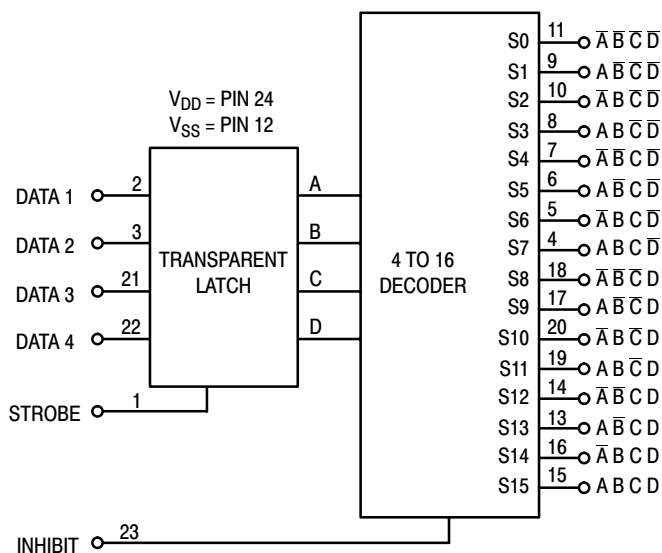 V_DD = PIN 24
V_SS = PIN 12
DATA 1 2
DATA 2 3
DATA 3 21
DATA 4 22
STROBE 1
INHIBIT 23
TRANSPARENT
LATCH
A
B
C
D
4 TO 16
DECODER
S0 11 A̅ B̅ C̅ D̅
S1 9 A B̅ C̅ D̅
S2 10 A̅ B C̅ D̅
S3 8 A B C̅ D̅
S4 7 A̅ B̅ C D̅
S5 6 A B̅ C D̅
S6 5 A̅ B C D̅
S7 4 A B C D̅
S8 18 A̅ B̅ C̅ D
S9 17 A B̅ C̅ D
S10 20 A̅ B C̅ D
S11 19 A B C̅ D
S12 14 A̅ B̅ C D
S13 13 A B̅ C D
S14 16 A̅ B C D
S15 15 A B C D